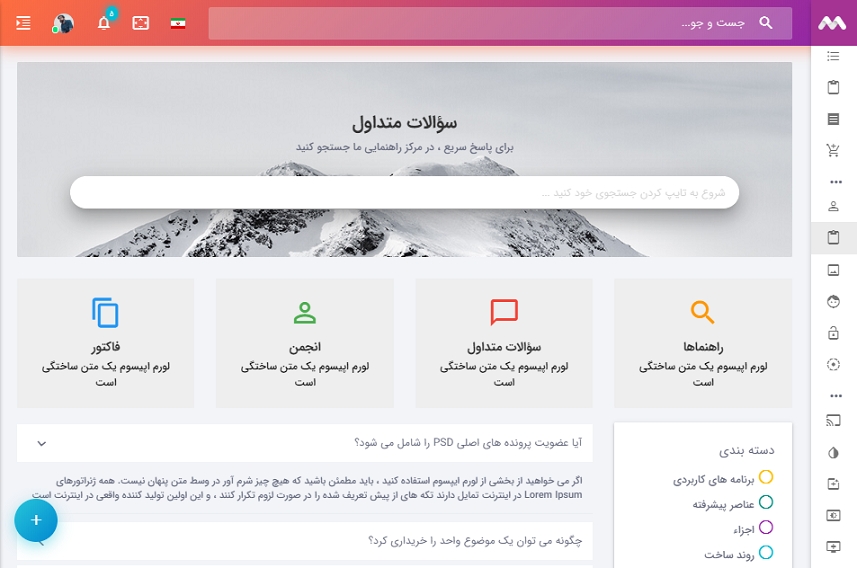 جست و جو...
۵
سؤالات متداول
برای پاسخ سریع ، در مرکز راهنمایی ما جستجو کنید
شروع به تایپ کردن جستجوی خود کنید ...
راهنماها
لورم اپیسوم یک متن ساختگی
است
سؤالات متداول
لورم اپیسوم یک متن ساختگی
است
انجمن
لورم اپیسوم یک متن ساختگی
است
فاکتور
لورم اپیسوم یک متن ساختگی
است
دسته بندی
برنامه های کاربردی
عناصر پیشرفته
اجزاء
روند ساخت
آیا عضویت پرونده های اصلی PSD را شامل می شود؟
اگر می خواهید از بخشی از لورم ایپسوم استفاده کنید ، باید مطمئن باشید که هیچ چیز شرم آور در وسط متن پنهان نیست. همه ژنراتورهای
Lorem Ipsum در اینترنت تمایل دارند تکه های از پیش تعریف شده را در صورت لزوم تکرار کنند ، و این اولین تولید کننده واقعی در اینترنت است
چگونه می توان یک موضوع واحد را خریداری کرد؟